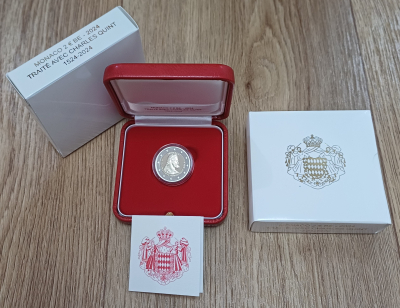 MONACO 2 € BE - 2024
TRAITÉ AVEC CHARLES QUINT
1524-2024